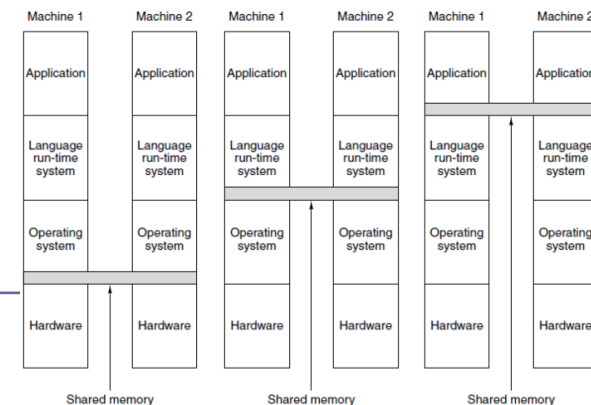 Machine 1 Machine 2 Machine 1 Machine 2 Machine 1 Machine 2
Application Application Application Application Application Application
Language Language Language Language Language Language
run-time run-time run-time run-time run-time run-time
system system system system system system
Operating Operating Operating Operating Operating Operating
system system system system system system
Hardware Hardware Hardware Hardware Hardware Hardware
Shared memory Shared memory Shared memory